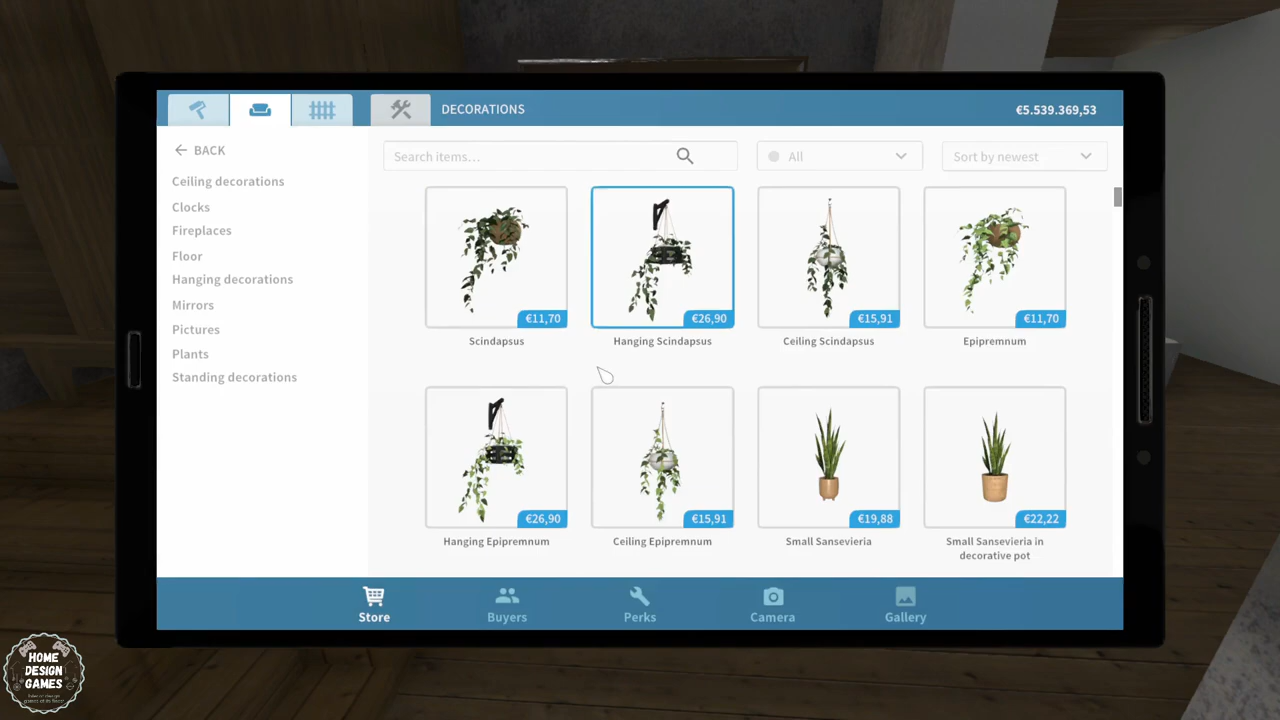 DECORATIONS
€5.539.369,53
BACK
Search items...
All
Sort by newest
Ceiling decorations
Clocks
Fireplaces
Floor
Hanging decorations
Mirrors
Pictures
Plants
Standing decorations
€11,70
€26,90
€15,91
€11,70
Scindapsus
Hanging Scindapsus
Ceiling Scindapsus
Epipremnum
€26,90
€15,91
€19,88
€22,22
Hanging Epipremnum
Ceiling Epipremnum
Small Sansevieria
Small Sansevieria in
decorative pot
Store
Buyers
Perks
Camera
Gallery
HOME
DESIGN
GAMES